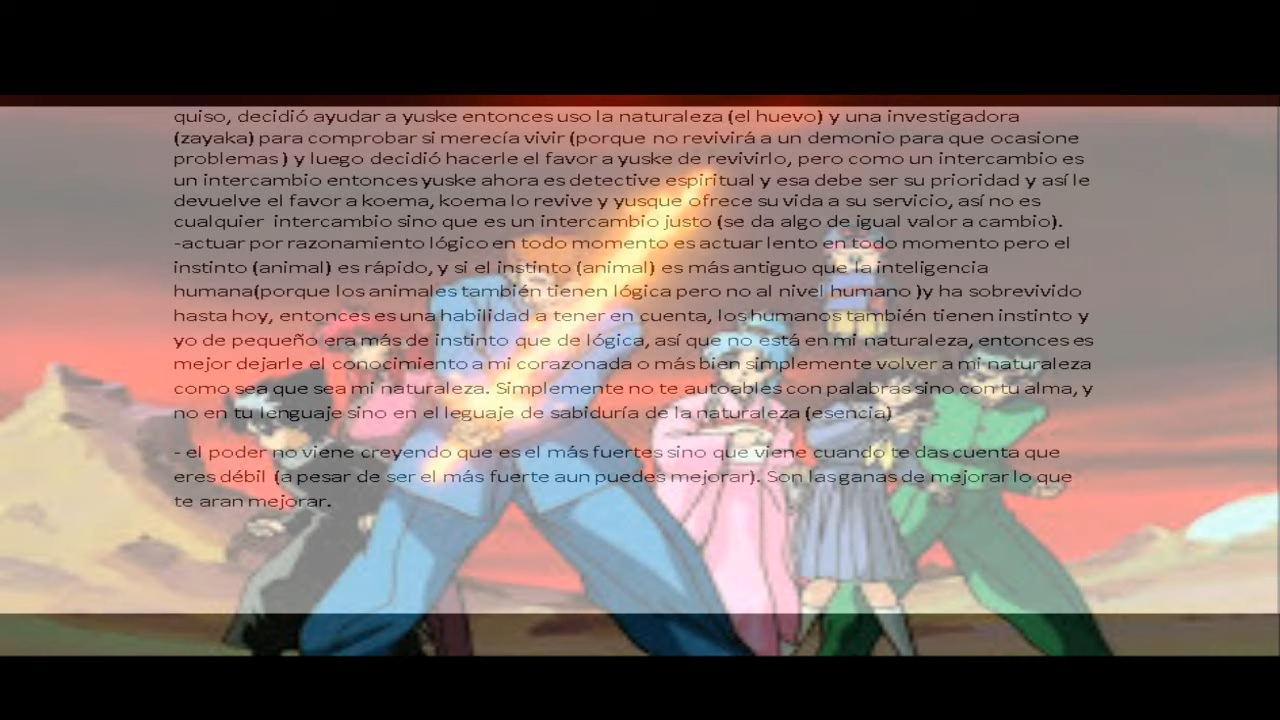 quiso, decidió ayudar a yuske entonces uso la naturaleza (el huevo) y una investigadora
(zayaka) para comprobar si merecía vivir (porque no revivirá a un demonio para que ocasione
problemas ) y luego decidió hacerle el favor a yuske de revivirlo, pero como un intercambio es
un intercambio entonces yuske ahora es detective espiritual y esa debe ser su prioridad y así le
devuelve el favor a koema, koema lo revive y yusque ofrece su vida a su servicio, así no es
cualquier intercambio sino que es un intercambio justo (se da algo de igual valor a cambio).
-actuar por razonamiento lógico en todo momento es actuar lento en todo momento pero el
instinto (animal) es rápido, y si el instinto (animal) es más antiguo que la inteligencia
humana(porque los animales también tienen lógica pero no al nivel humano )y ha sobrevivido
hasta hoy, entonces es una habilidad a tener en cuenta, los humanos también tienen instinto y
yo de pequeño era más de instinto que de lógica, así que no está en mi naturaleza, entonces es
mejor dejarle el conocimiento a mi corazonada o más bien simplemente volver a mi naturaleza
como sea que sea mi naturaleza. Simplemente no te autoables con palabras sino con tu alma, y
no en tu lenguaje sino en el leguaje de sabiduría de la naturaleza (esencia)
- el poder no viene creyendo que es el más fuertes sino que viene cuando te das cuenta que
eres débil (a pesar de ser el más fuerte aun puedes mejorar). Son las ganas de mejorar lo que
te aran mejorar.